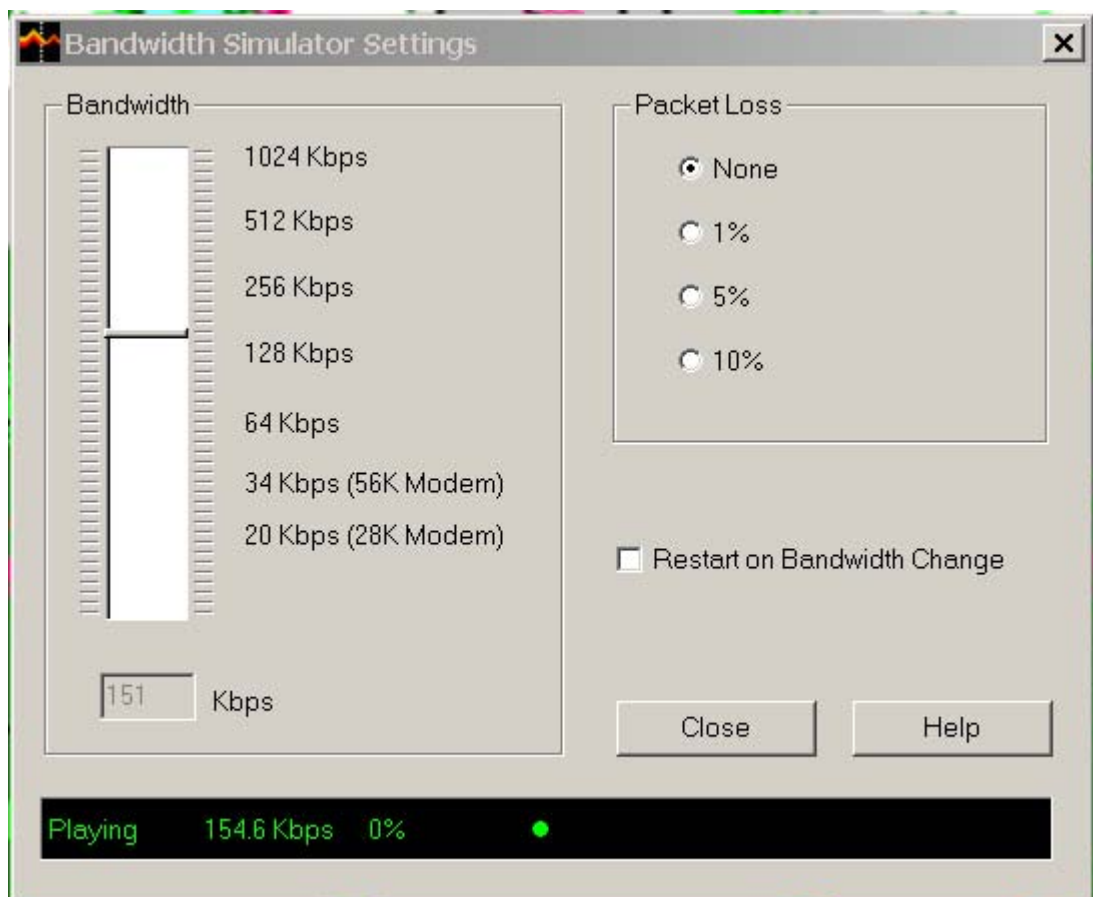 Bandwidth Simulator Settings
Bandwidth
1024 Kbps
512 Kbps
256 Kbps
128 Kbps
64 Kbps
34 Kbps (56K Modem)
20 Kbps (28K Modem)
151 Kbps
Packet Loss
None
1%
5%
10%
Restart on Bandwidth Change
Close Help
Playing 154.6 Kbps 0%